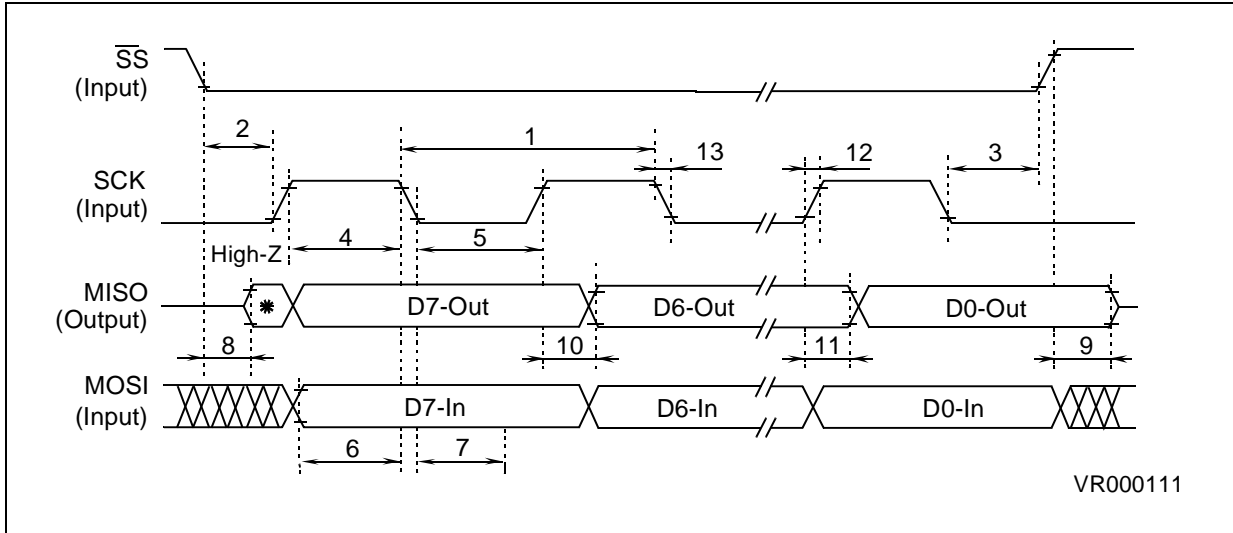 SS
(Input)
2
1
13
12
3
SCK
(Input)
High-Z
4
5
MISO
(Output)
*
D7-Out
D6-Out
D0-Out
8
10
11
9
MOSI
(Input)
D7-In
D6-In
D0-In
6
7
VR000111